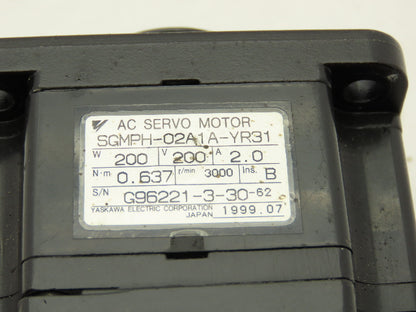 AC SERVO MOTOR
SGMPH-02A1A-YR31
W 200 V 200 A 2.0
N·m 0.637 r/min 3000 Ins. B
S/N G96221-3-30-62
YASKAWA ELECTRIC CORPORATION
JAPAN 1999.07